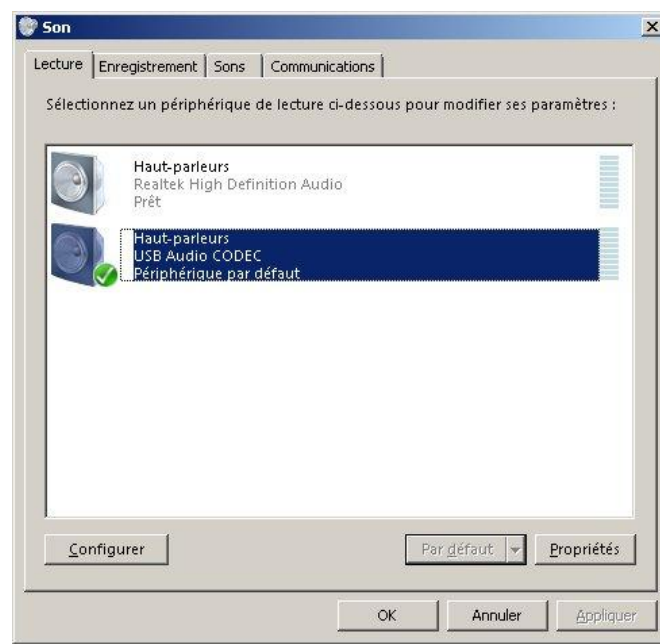 Son
Lecture Enregistrement Sons Communications
Sélectionnez un périphérique de lecture ci-dessous pour modifier ses paramètres :
Haut-parleurs
Realtek High Definition Audio
Prêt
Haut-parleurs
USB Audio CODEC
Périphérique par défaut
Configurer Par défaut Propriétés
OK Annuler Appliquer